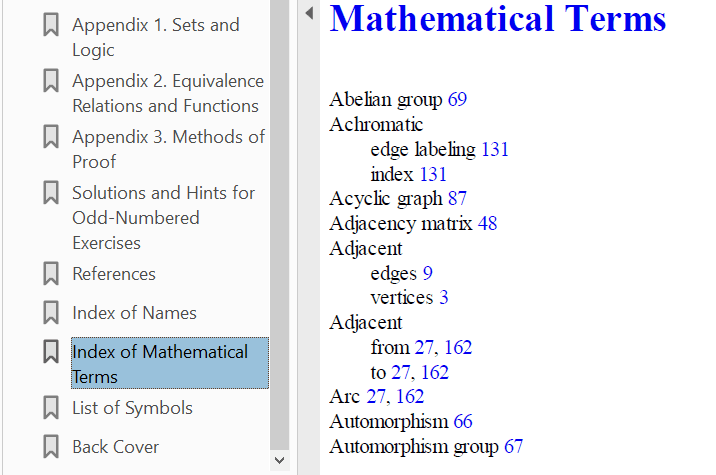 Appendix 1. Sets and
Logic
Appendix 2. Equivalence
Relations and Functions
Appendix 3. Methods of
Proof
Solutions and Hints for
Odd-Numbered
Exercises
References
Index of Names
Index of Mathematical
Terms
List of Symbols
Back Cover
Mathematical Terms
Abelian group 69
Achromatic
edge labeling 131
index 131
Acyclic graph 87
Adjacency matrix 48
Adjacent
edges 9
vertices 3
Adjacent
from 27, 162
to 27, 162
Arc 27, 162
Automorphism 66
Automorphism group 67